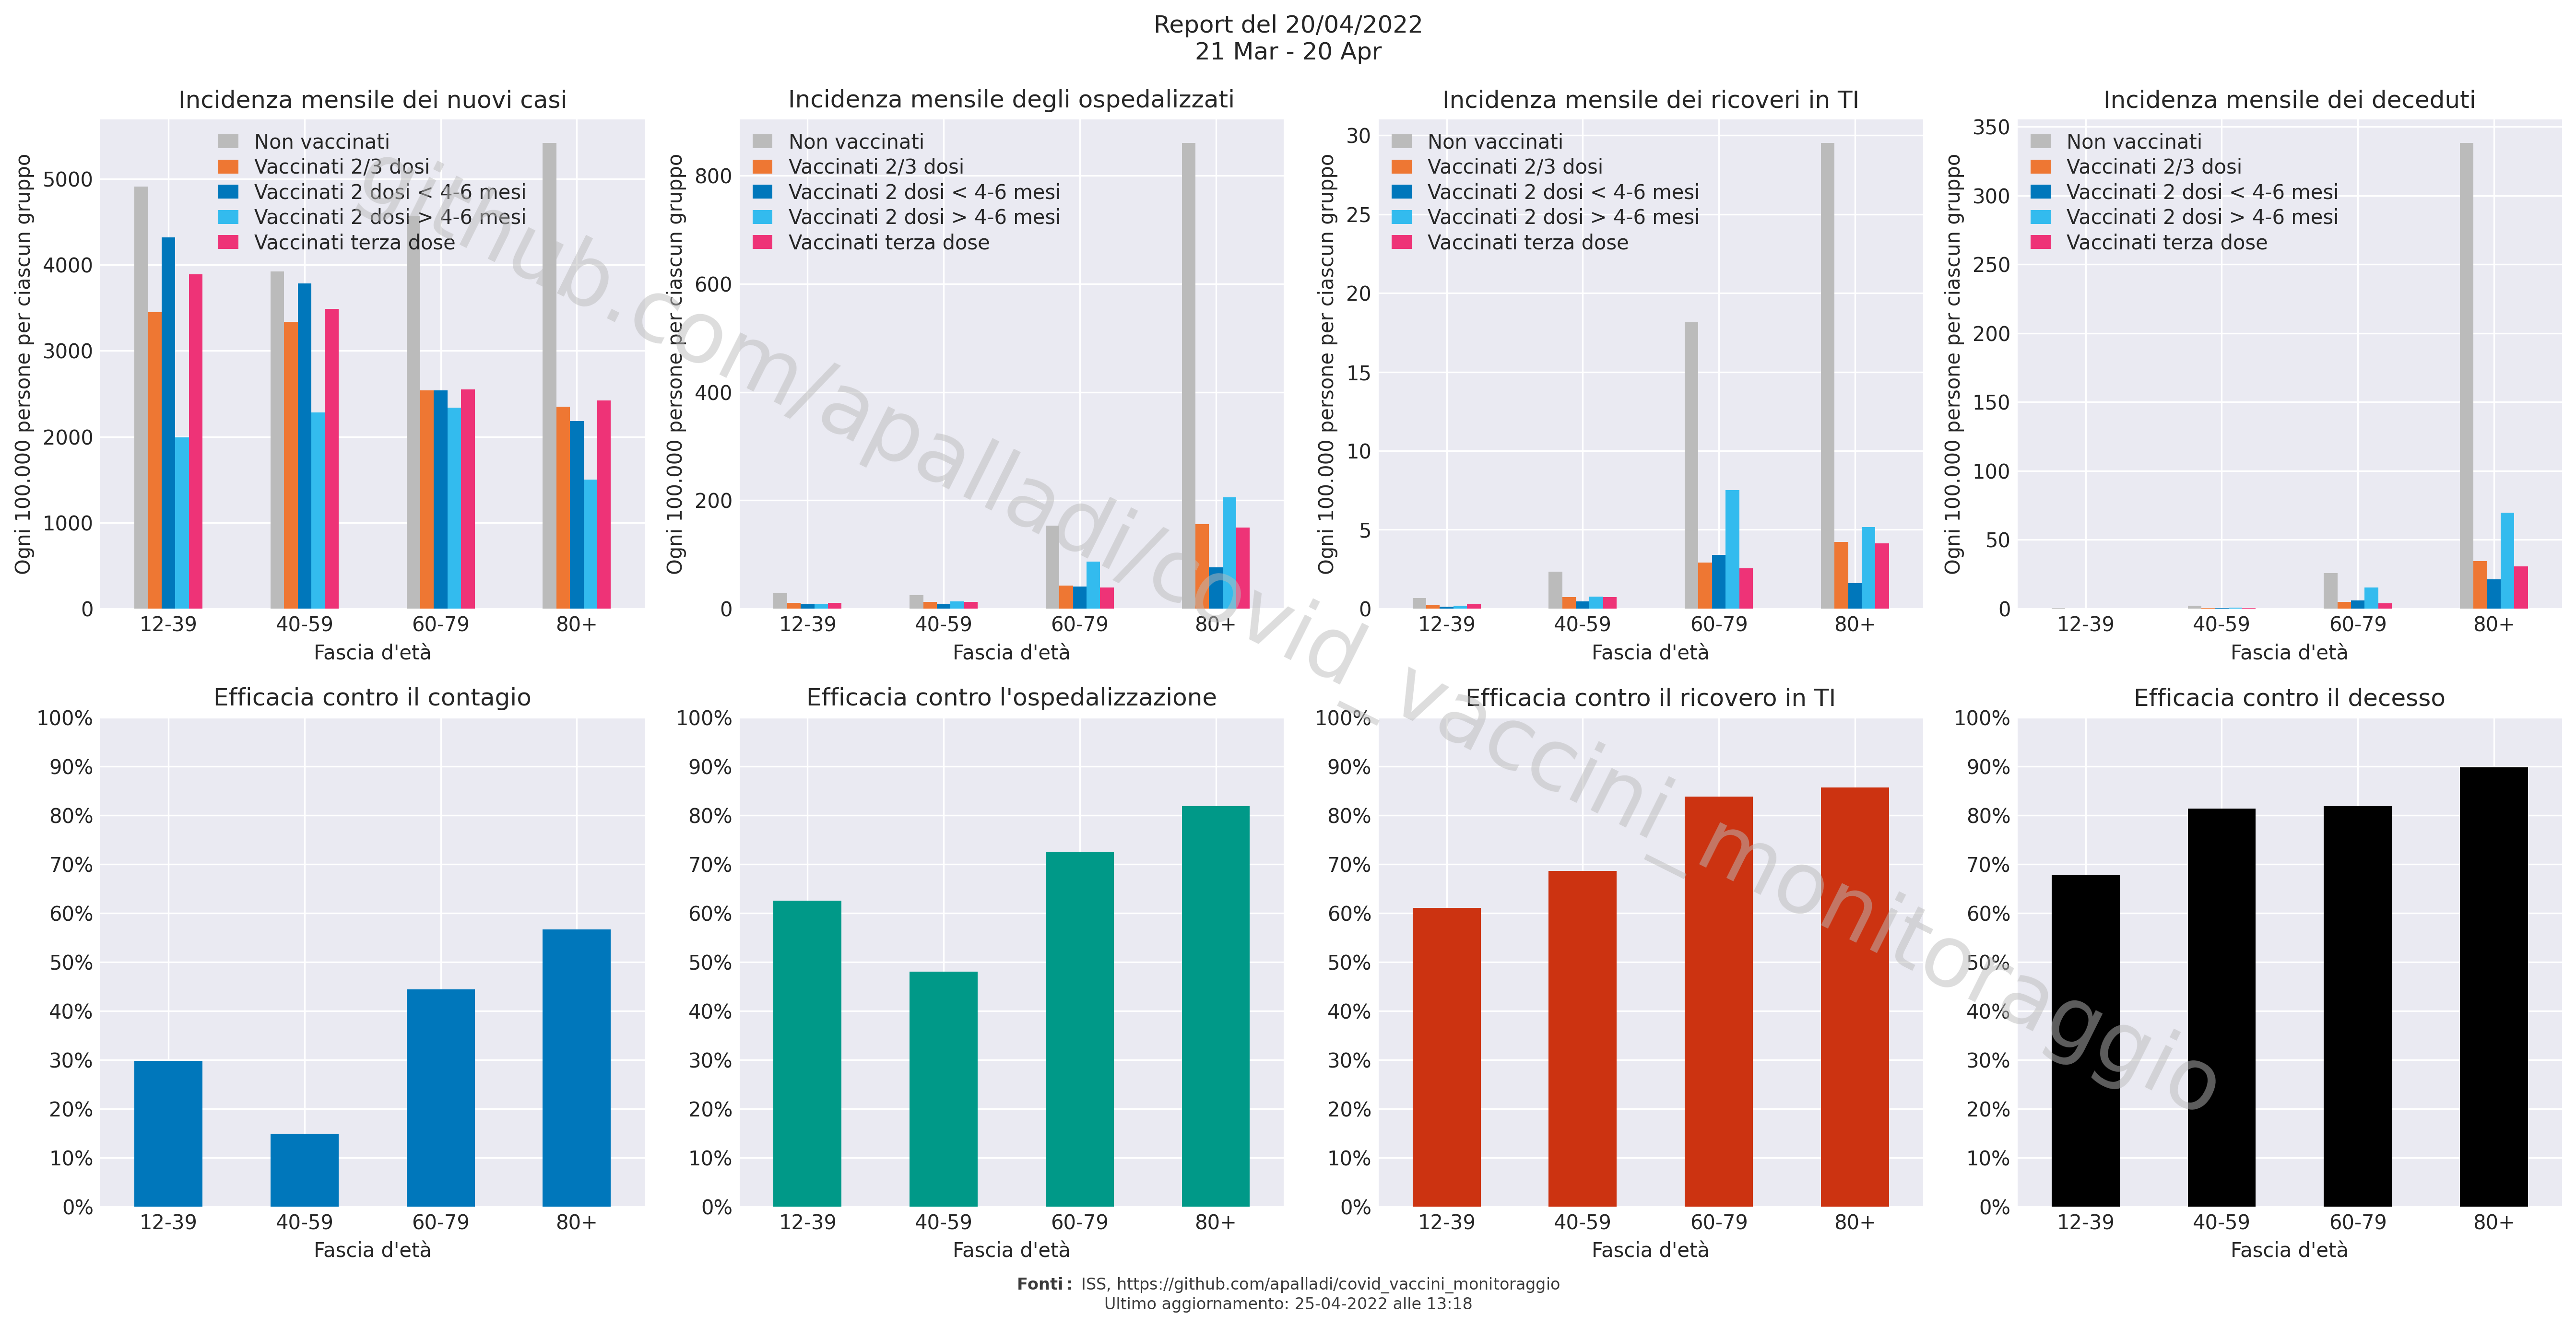 Report del 20/04/2022
21 Mar - 20 Apr
Incidenza mensile dei nuovi casi
Ogni 100.000 persone per ciascun gruppo
5000
4000
3000
2000
1000
0
Non vaccinati
Vaccinati 2/3 dosi
Vaccinati 2 dosi < 4-6 mesi
Vaccinati 2 dosi > 4-6 mesi
Vaccinati terza dose
12-39 40-59 60-79 80+
Fascia d'età
Incidenza mensile degli ospedalizzati
Ogni 100.000 persone per ciascun gruppo
800
600
400
200
0
Non vaccinati
Vaccinati 2/3 dosi
Vaccinati 2 dosi < 4-6 mesi
Vaccinati 2 dosi > 4-6 mesi
Vaccinati terza dose
12-39 40-59 60-79 80+
Fascia d'età
Incidenza mensile dei ricoveri in TI
Ogni 100.000 persone per ciascun gruppo
30
25
20
15
10
5
0
Non vaccinati
Vaccinati 2/3 dosi
Vaccinati 2 dosi < 4-6 mesi
Vaccinati 2 dosi > 4-6 mesi
Vaccinati terza dose
12-39 40-59 60-79 80+
Fascia d'età
Incidenza mensile dei deceduti
Ogni 100.000 persone per ciascun gruppo
350
300
250
200
150
100
50
0
Non vaccinati
Vaccinati 2/3 dosi
Vaccinati 2 dosi < 4-6 mesi
Vaccinati 2 dosi > 4-6 mesi
Vaccinati terza dose
12-39 40-59 60-79 80+
Fascia d'età
Efficacia contro il contagio
100%
90%
80%
70%
60%
50%
40%
30%
20%
10%
0%
12-39 40-59 60-79 80+
Fascia d'età
Efficacia contro l'ospedalizzazione
100%
90%
80%
70%
60%
50%
40%
30%
20%
10%
0%
12-39 40-59 60-79 80+
Fascia d'età
Efficacia contro il ricovero in TI
100%
90%
80%
70%
60%
50%
40%
30%
20%
10%
0%
12-39 40-59 60-79 80+
Fascia d'età
Efficacia contro il decesso
100%
90%
80%
70%
60%
50%
40%
30%
20%
10%
0%
12-39 40-59 60-79 80+
Fascia d'età
github.com/apalladi/covid_vaccini_monitoraggio
Fonti: ISS, https://github.com/apalladi/covid_vaccini_monitoraggio
Ultimo aggiornamento: 25-04-2022 alle 13:18